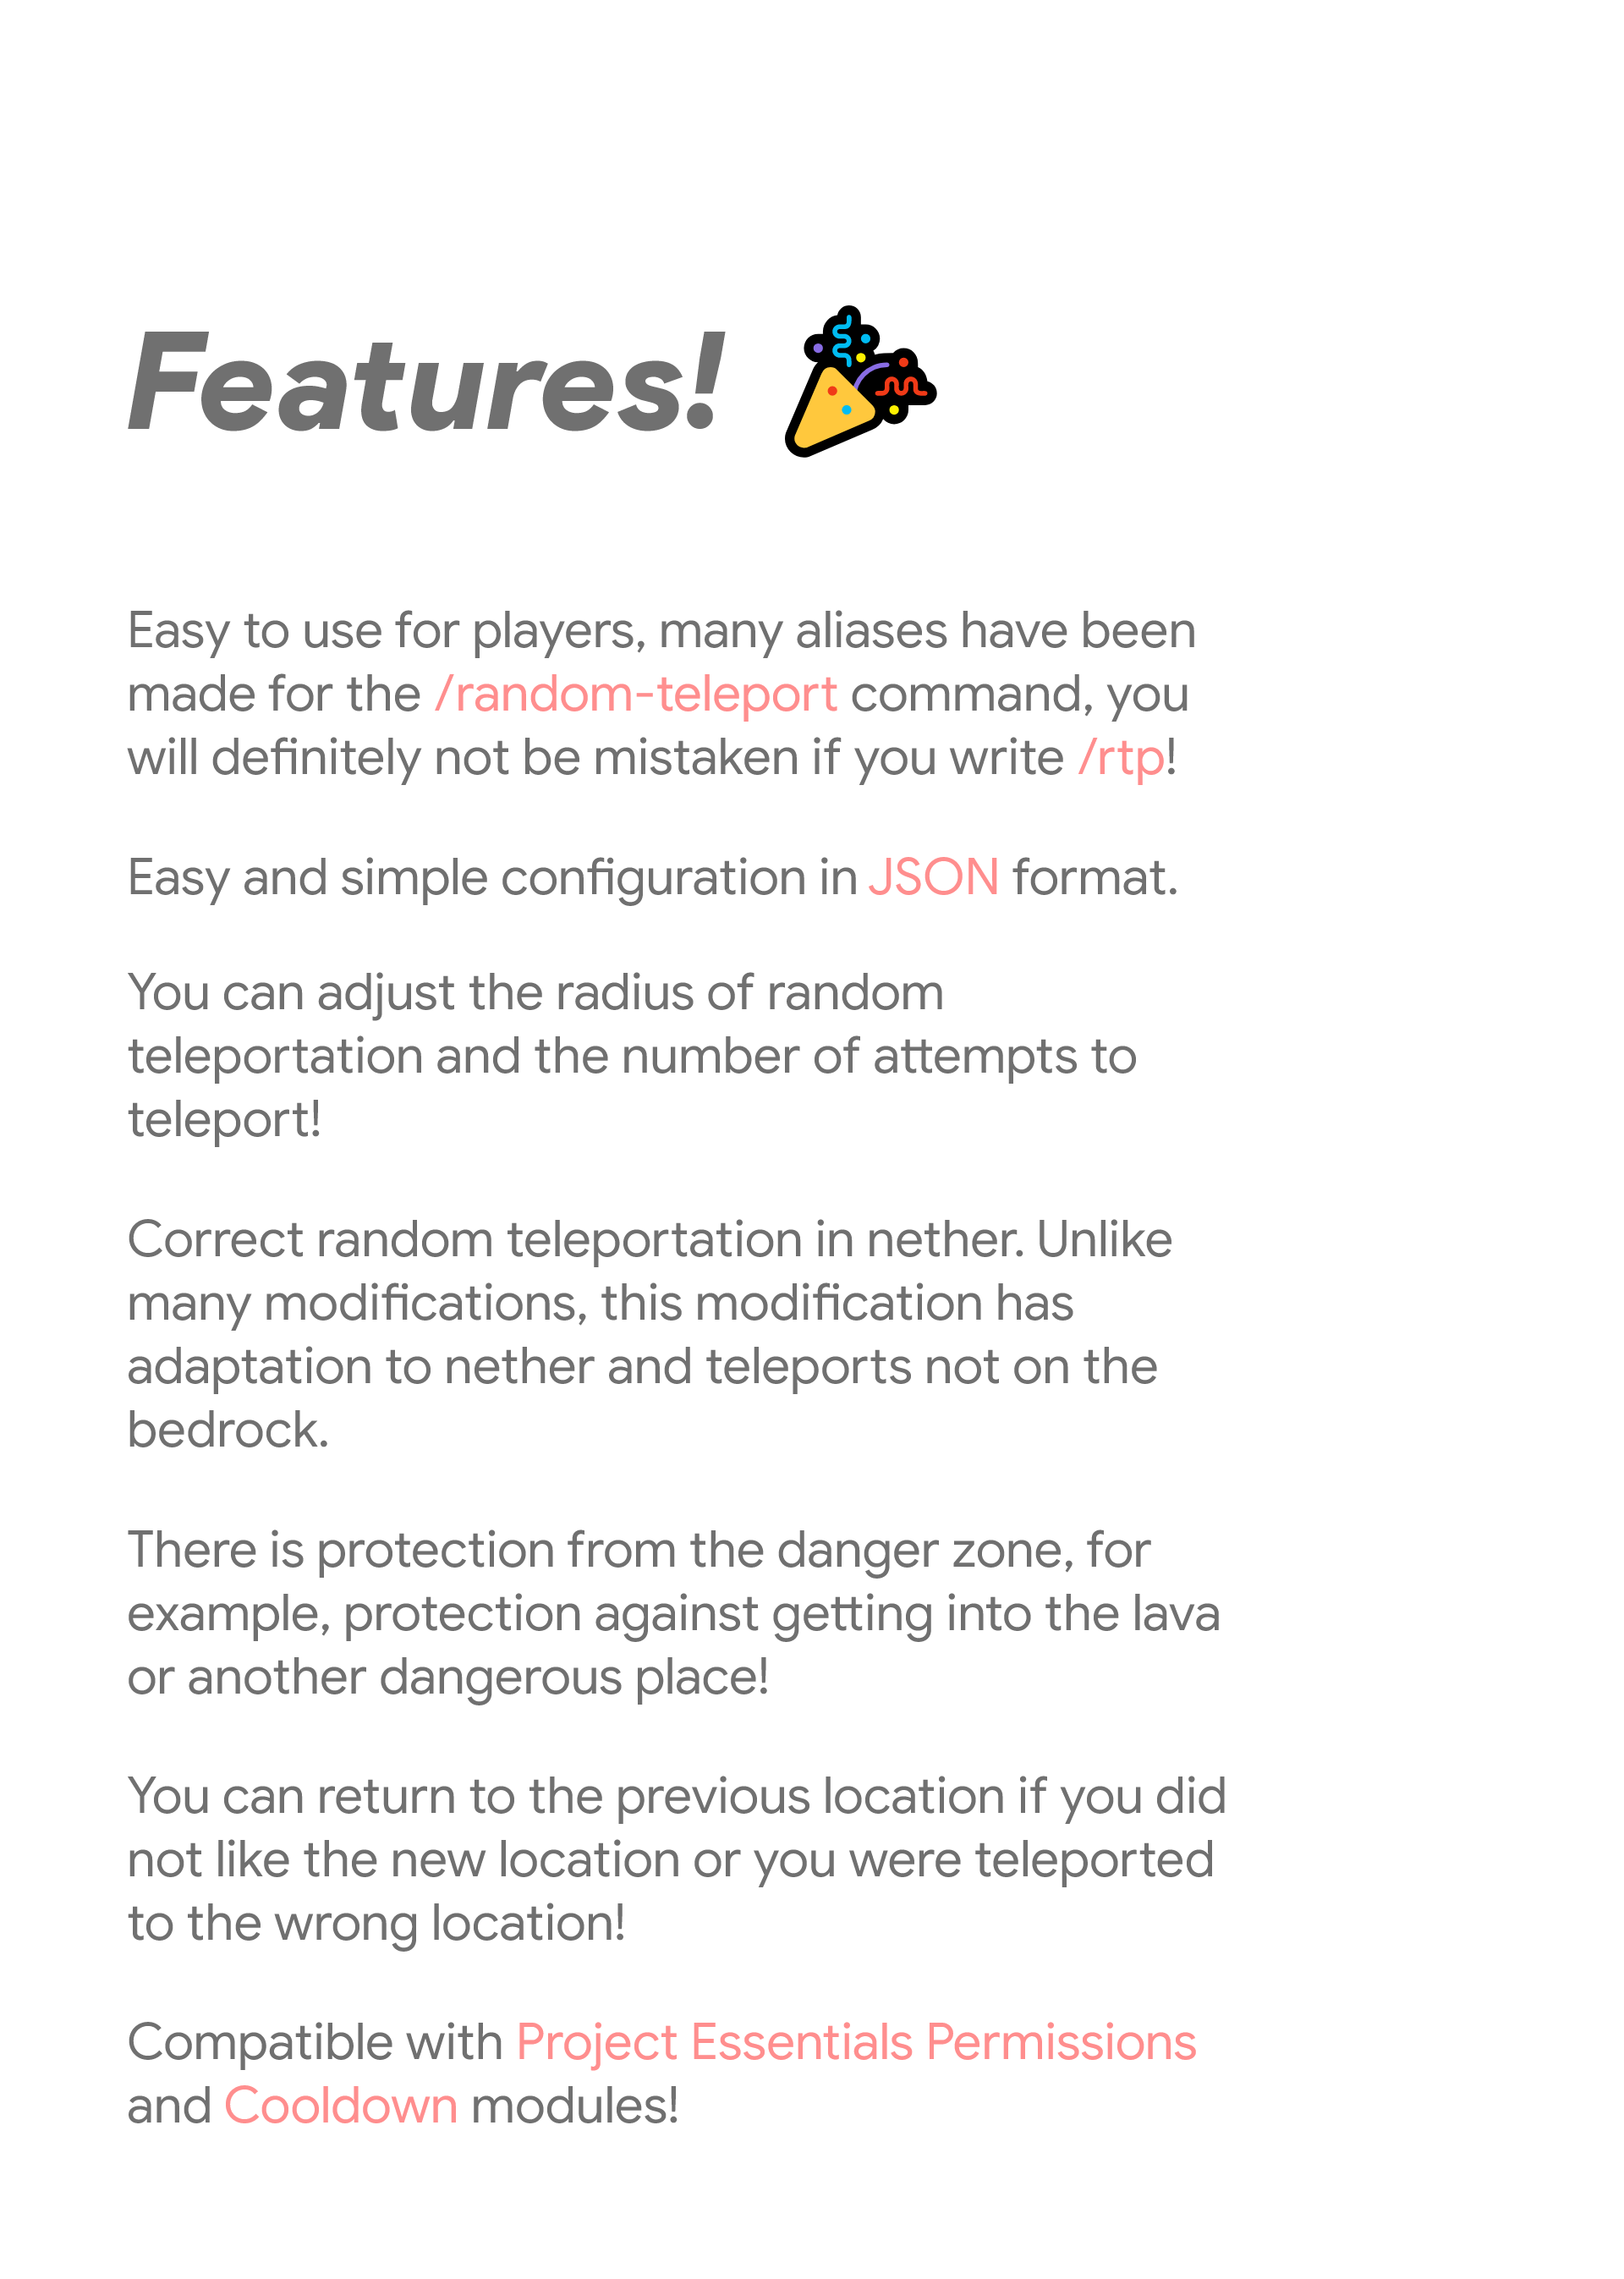 Features!
Easy to use for players, many aliases have been
made for the /random-teleport command, you
will definitely not be mistaken if you write /rtp!
Easy and simple configuration in JSON format.
You can adjust the radius of random
teleportation and the number of attempts to
teleport!
Correct random teleportation in nether. Unlike
many modifications, this modification has
adaptation to nether and teleports not on the
bedrock.
There is protection from the danger zone, for
example, protection against getting into the lava
or another dangerous place!
You can return to the previous location if you did
not like the new location or you were teleported
to the wrong location!
Compatible with Project Essentials Permissions
and Cooldown modules!